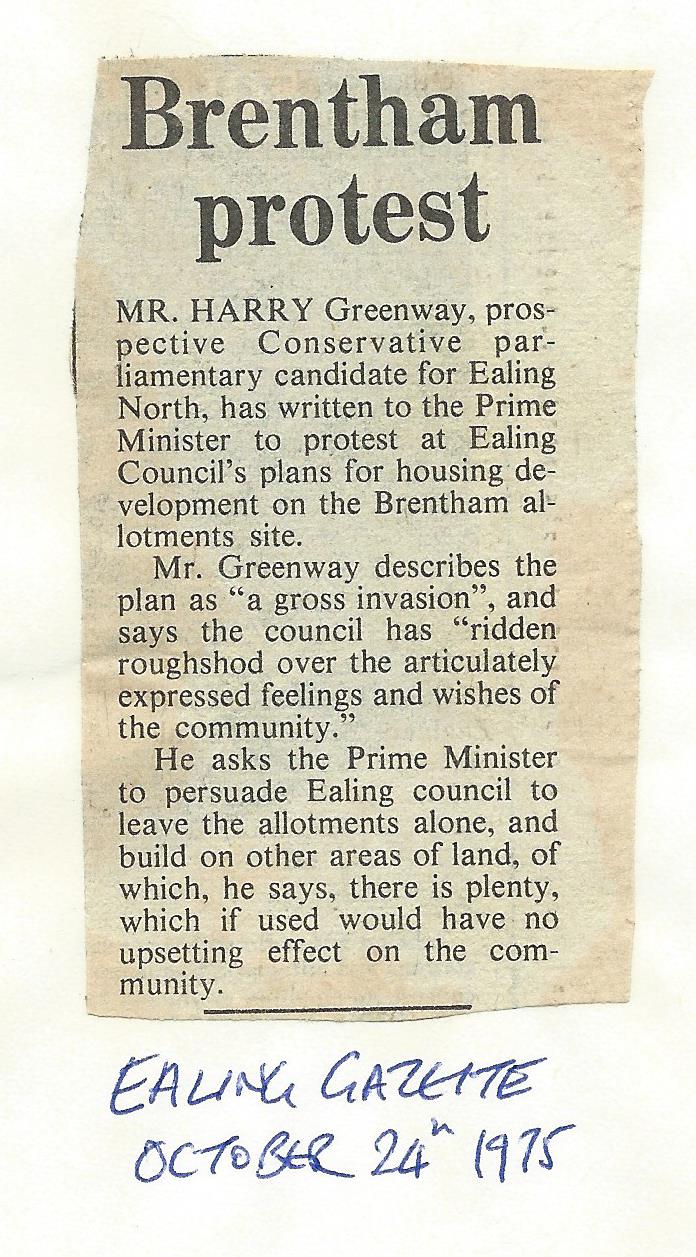 Brentham
protest
MR. HARRY Greenway, pros-
pective Conservative par-
liamentary candidate for Ealing
North, has written to the Prime
Minister to protest at Ealing
Council's plans for housing de-
velopment on the Brentham al-
lotments site.
Mr. Greenway describes the
plan as "a gross invasion", and
says the council has "ridden
roughshod over the articulately
expressed feelings and wishes of
the community."
He asks the Prime Minister
to persuade Ealing council to
leave the allotments alone, and
build on other areas of land, of
which, he says, there is plenty,
which if used would have no
upsetting effect on the com-
munity.
EALING GAZETTE
OCTOBER 24th 1975